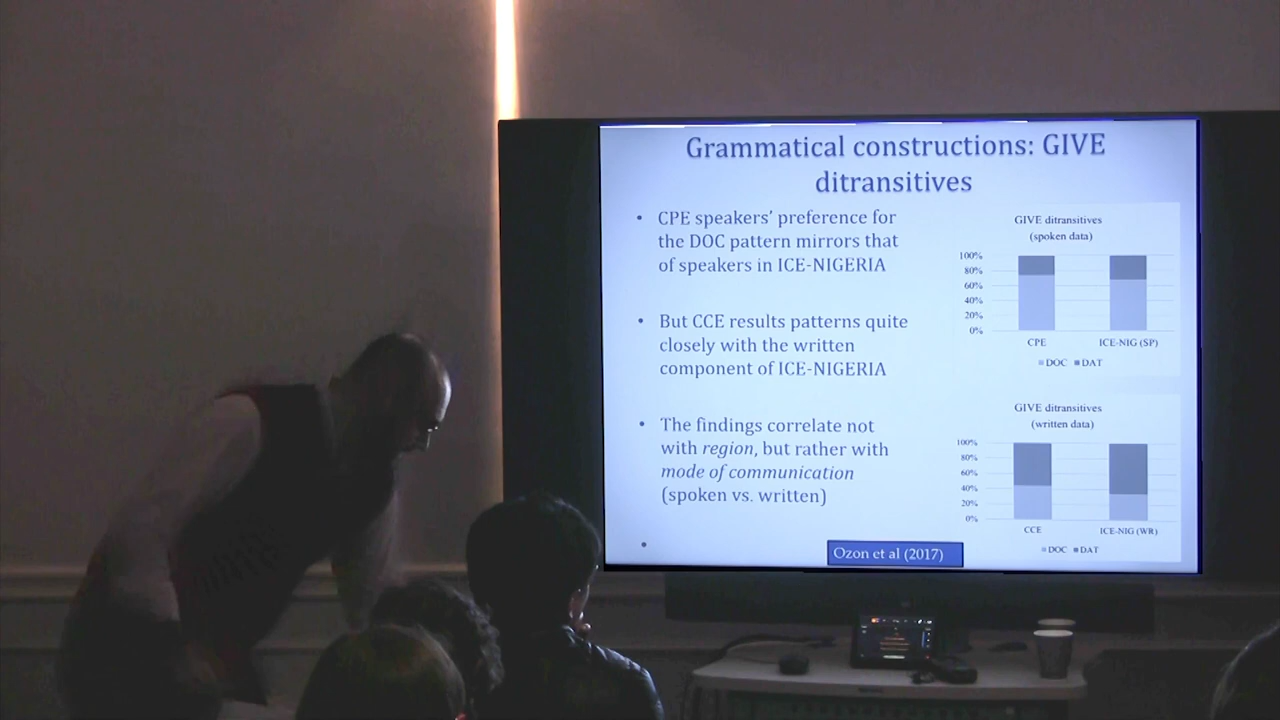 Grammatical constructions: GIVE
ditransitives
• CPE speakers' preference for
the DOC pattern mirrors that
of speakers in ICE-NIGERIA
• But CCE results patterns quite
closely with the written
component of ICE-NIGERIA
• The findings correlate not
with region, but rather with
mode of communication
(spoken vs. written)
•
GIVE ditransitives
(spoken data)
100%
80%
60%
40%
20%
0%
CPE ICE-NIG (SP)
DOC DAT
GIVE ditransitives
(written data)
100%
80%
60%
40%
20%
0%
CCE ICE-NIG (WR)
DOC DAT
Ozon et al (2017)